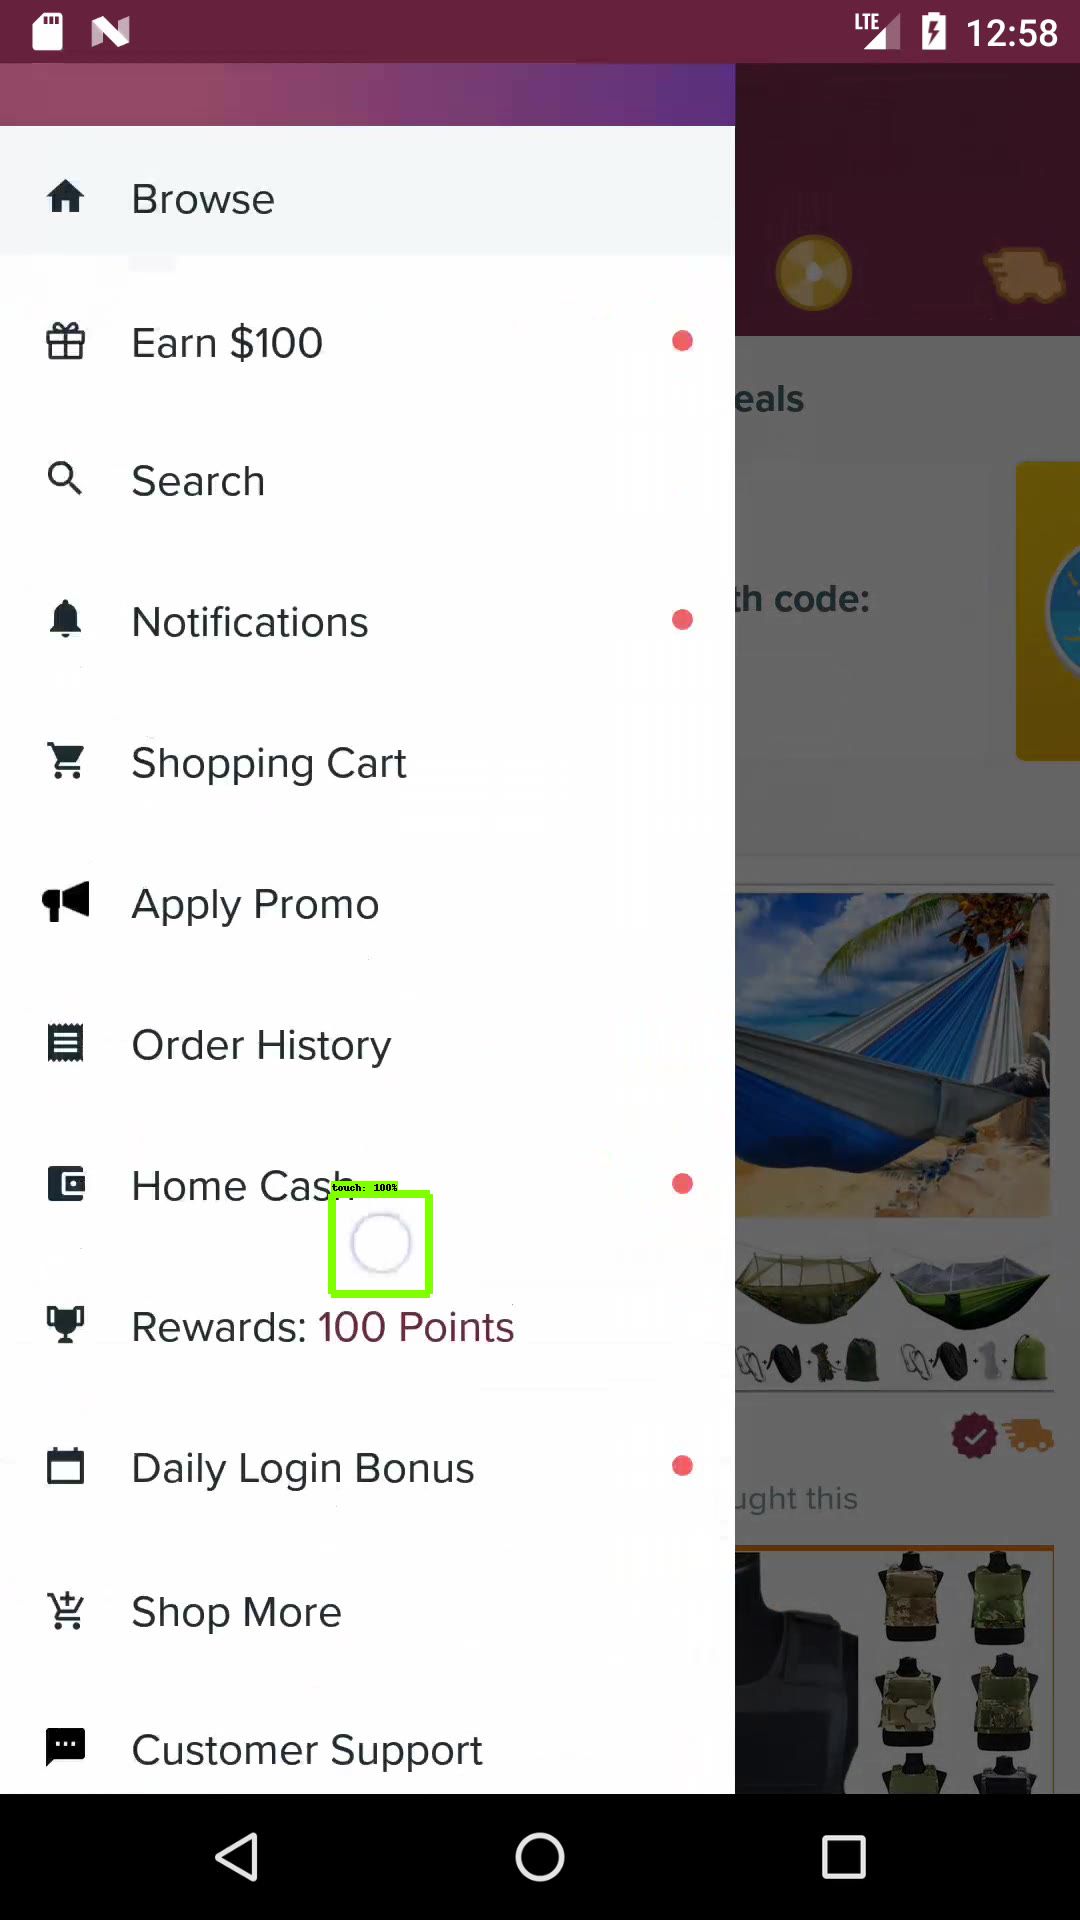 LTE 12:58
Browse
Earn $100
eals
Search
Notifications
th code:
Shopping Cart
Apply Promo
Order History
Home Cash
touch: 100%
Rewards: 100 Points
Daily Login Bonus
ught this
Shop More
Customer Support